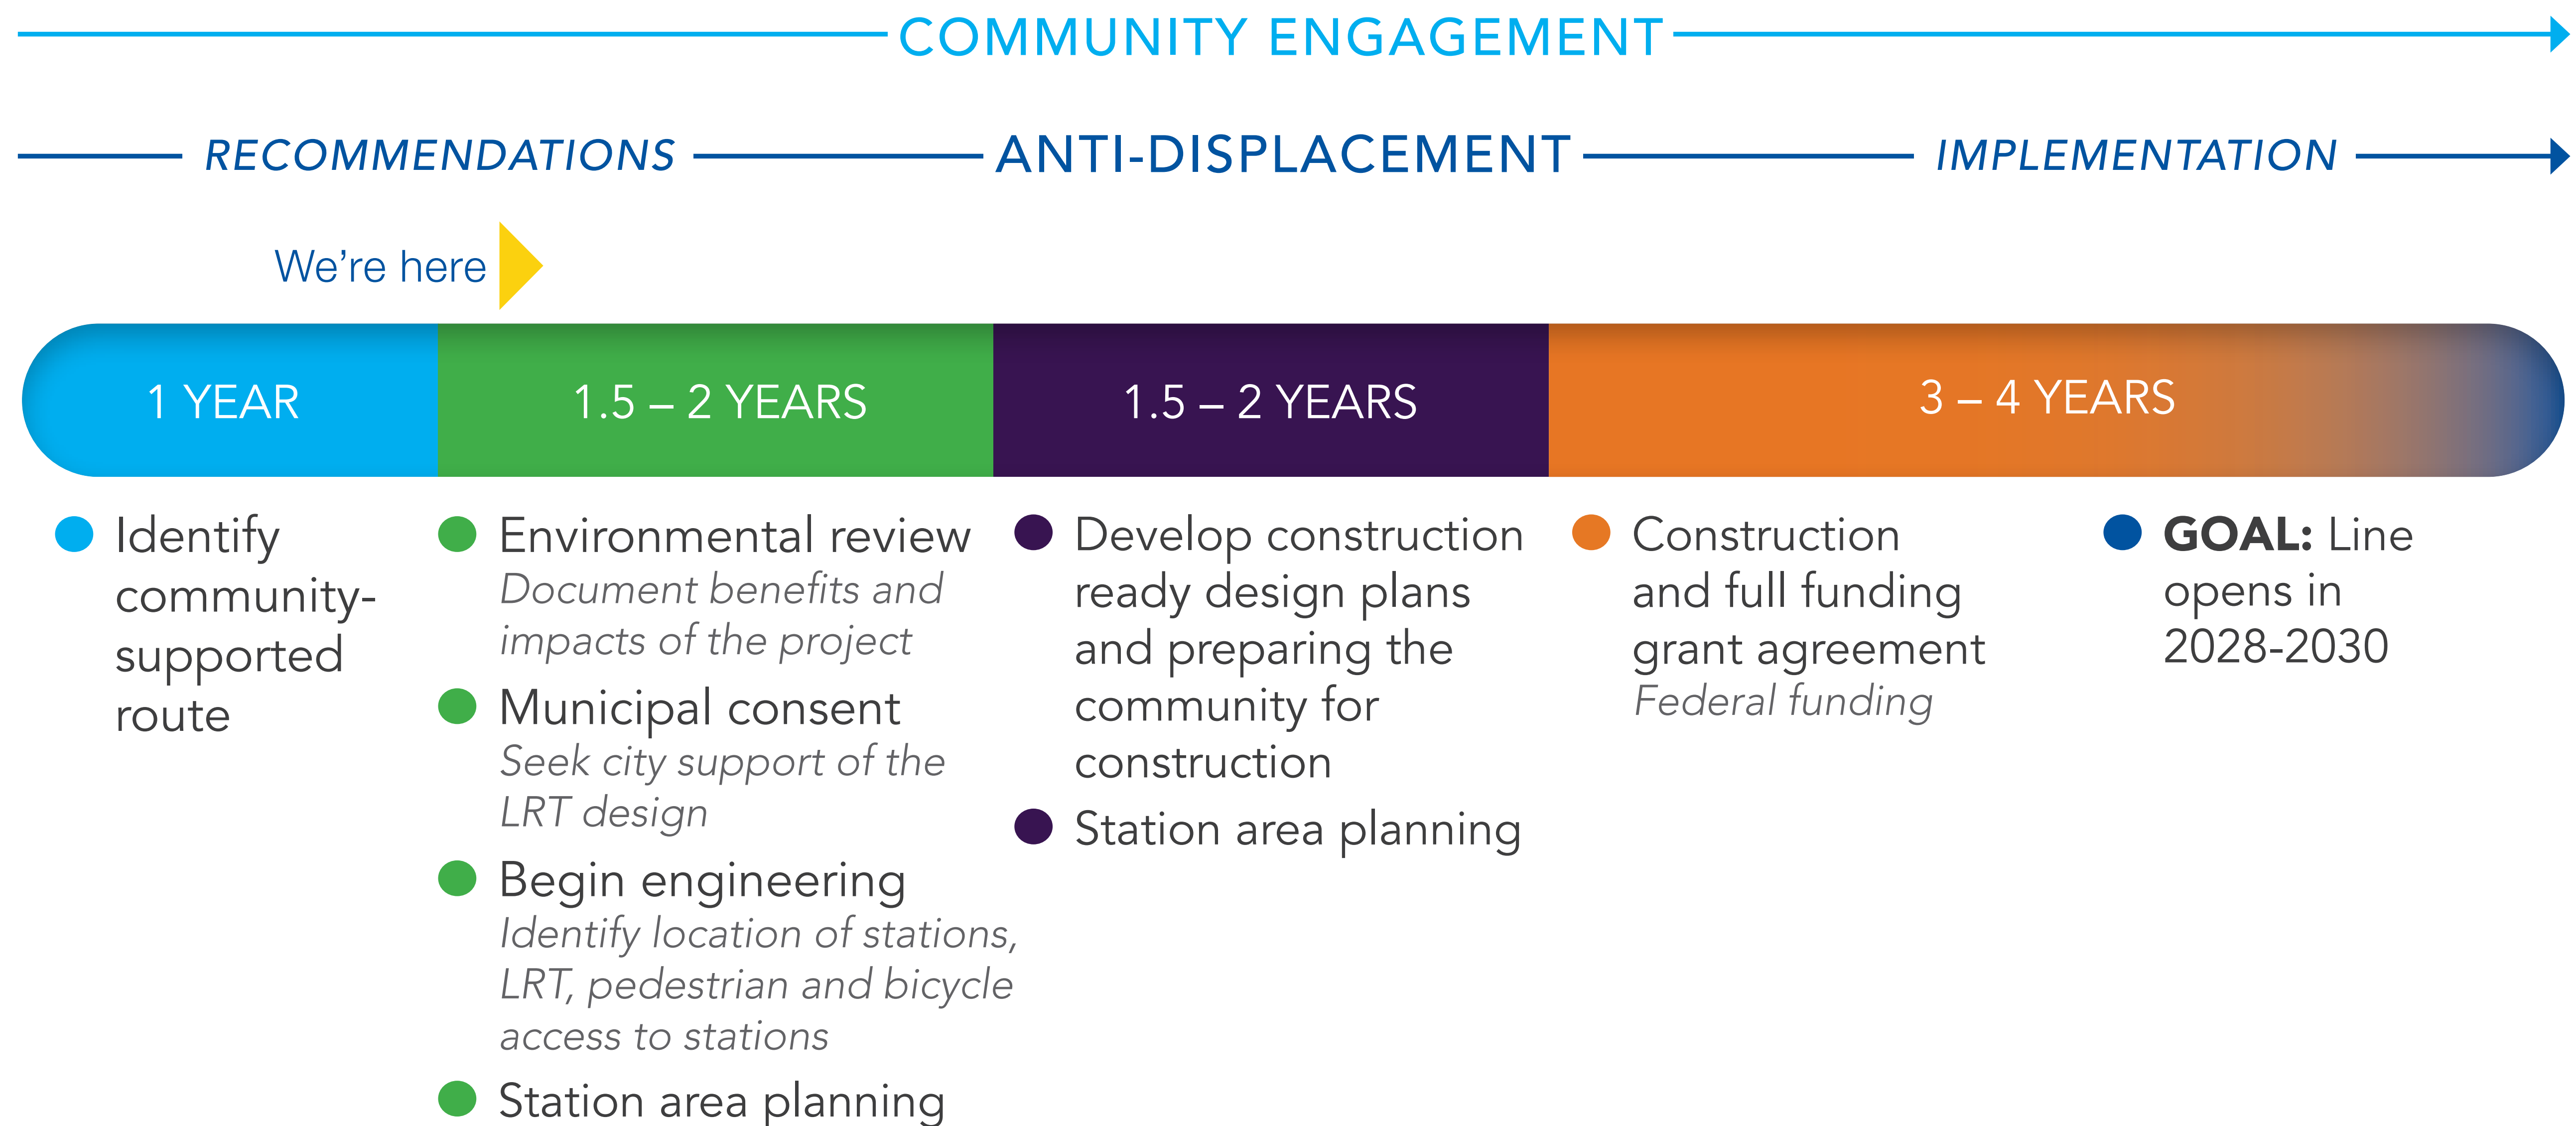 COMMUNITY ENGAGEMENT
RECOMMENDATIONS
ANTI-DISPLACEMENT
IMPLEMENTATION
We’re here
1 YEAR
1.5 – 2 YEARS
1.5 – 2 YEARS
3 – 4 YEARS
Identify
community-
supported
route
Environmental review
Document benefits and
impacts of the project
Municipal consent
Seek city support of the
LRT design
Begin engineering
Identify location of stations,
LRT, pedestrian and bicycle
access to stations
Station area planning
Develop construction
ready design plans
and preparing the
community for
construction
Station area planning
Construction
and full funding
grant agreement
Federal funding
GOAL: Line
opens in
2028-2030